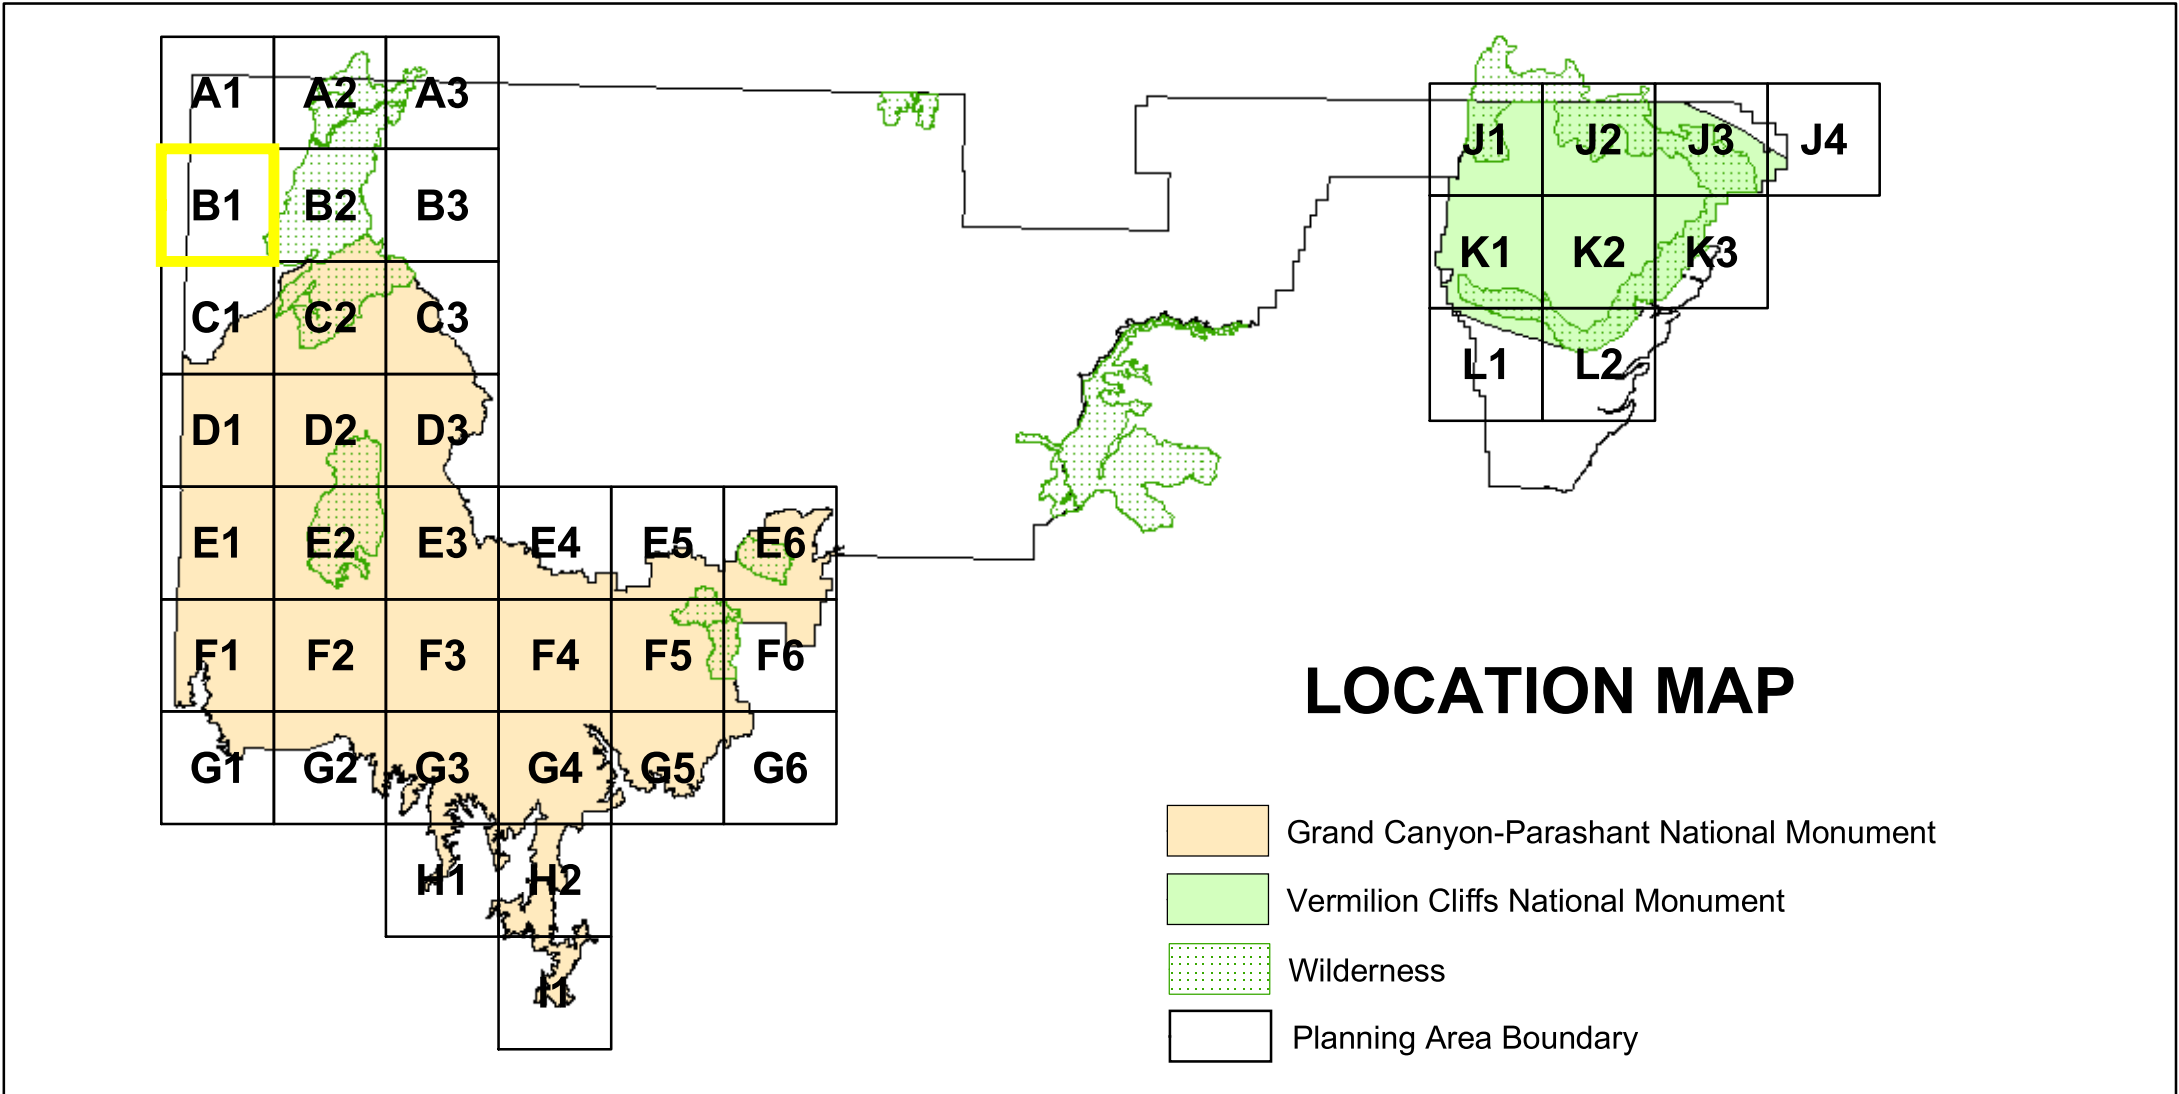 A1 A2 A3
J1 J2 J3 J4
B1 B2 B3
K1 K2 K3
C1 C2 C3
L1 L2
D1 D2 D3
E1 E2 E3 E4 E5 E6
F1 F2 F3 F4 F5 F6
G1 G2 G3 G4 G5 G6
H1 H2
I1
LOCATION MAP
Grand Canyon-Parashant National Monument
Vermilion Cliffs National Monument
Wilderness
Planning Area Boundary